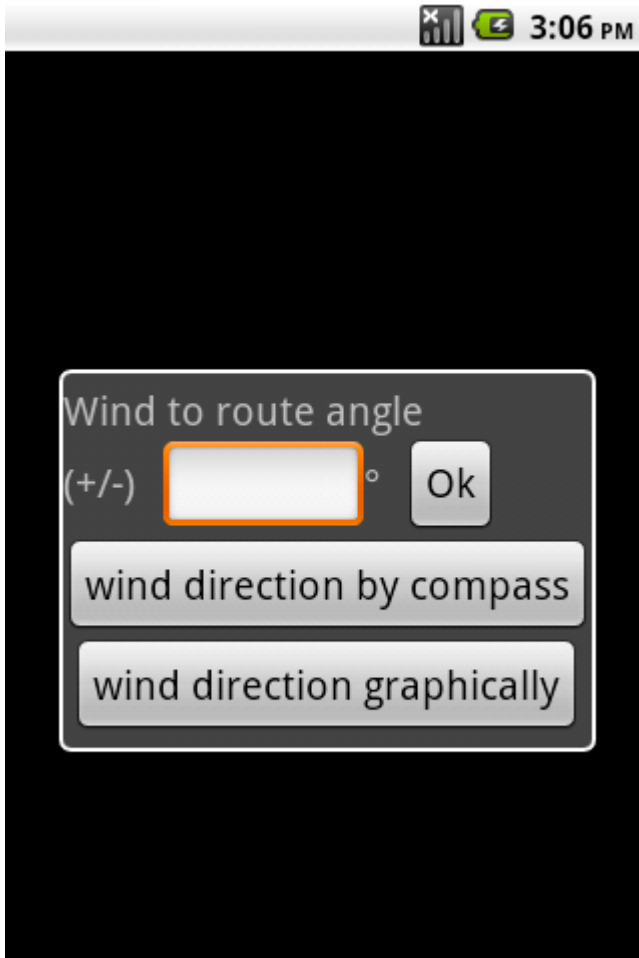 3:06 PM
Wind to route angle
(+/-) ° Ok
wind direction by compass
wind direction graphically